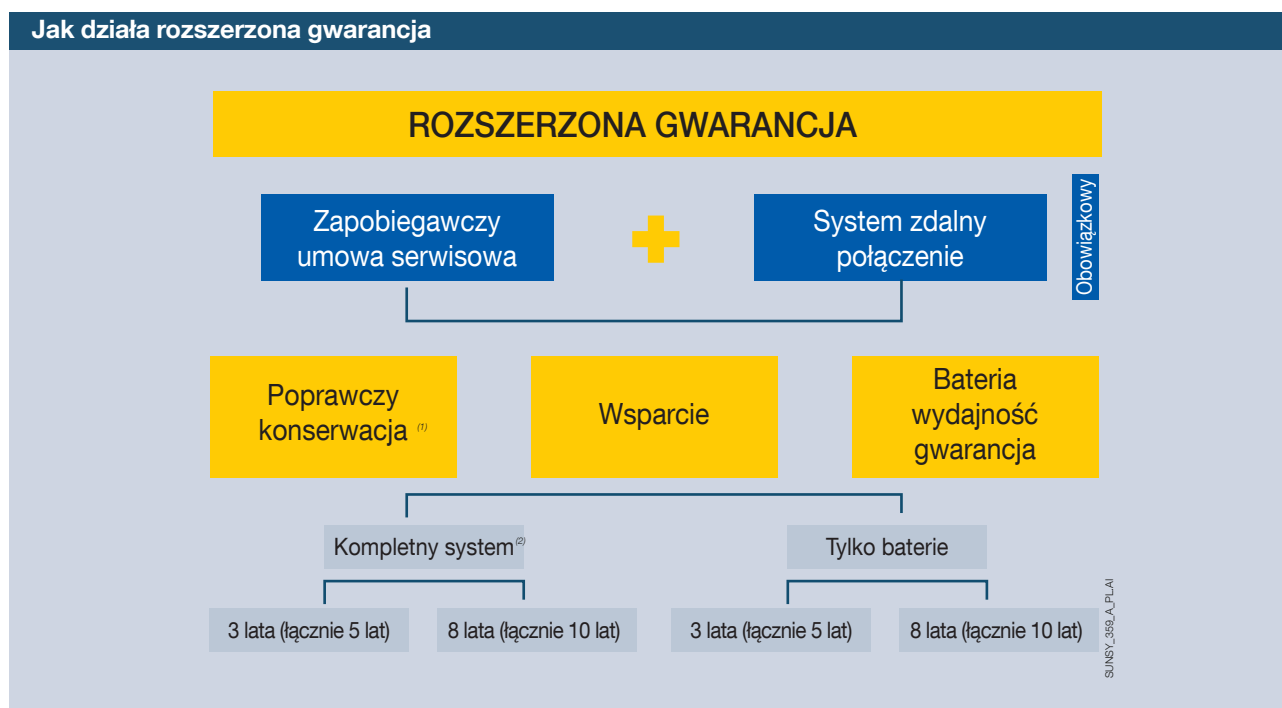 Jak działa rozszerzona gwarancja
ROZSZERZONA GWARANCJA
Zapobiegawczy
umowa serwisowa
System zdalny
połączenie
Obowiązkowy
Poprawczy
konserwacja (1)
Wsparcie
Bateria
wydajność
gwarancja
Kompletny system(2)
Tylko baterie
3 lata (łącznie 5 lat)
8 lata (łącznie 10 lat)
3 lata (łącznie 5 lat)
8 lata (łącznie 10 lat)
SUNSY_359_A_PL.AI